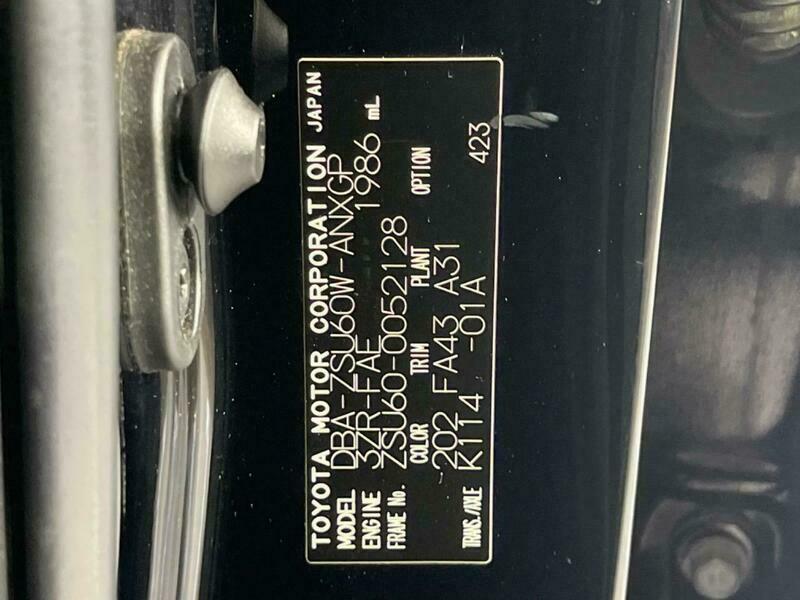 TOYOTA MOTOR CORPORATION JAPAN
MODEL DBA-ZSU60W-ANXGP
ENGINE 3ZR-FAE 1986 mL
FRAME No. ZSU60-0052128
COLOR TRIM PLANT OPTION
202 FA43 A31
TRANS./AXLE K114 -01A 423